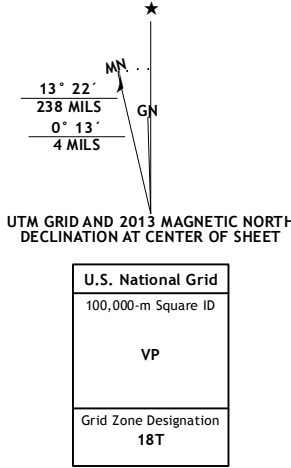 ★
MN
GN
13° 22´
238 MILS
0° 13´
4 MILS
UTM GRID AND 2013 MAGNETIC NORTH
DECLINATION AT CENTER OF SHEET
U.S. National Grid
100,000-m Square ID
VP
Grid Zone Designation
18T